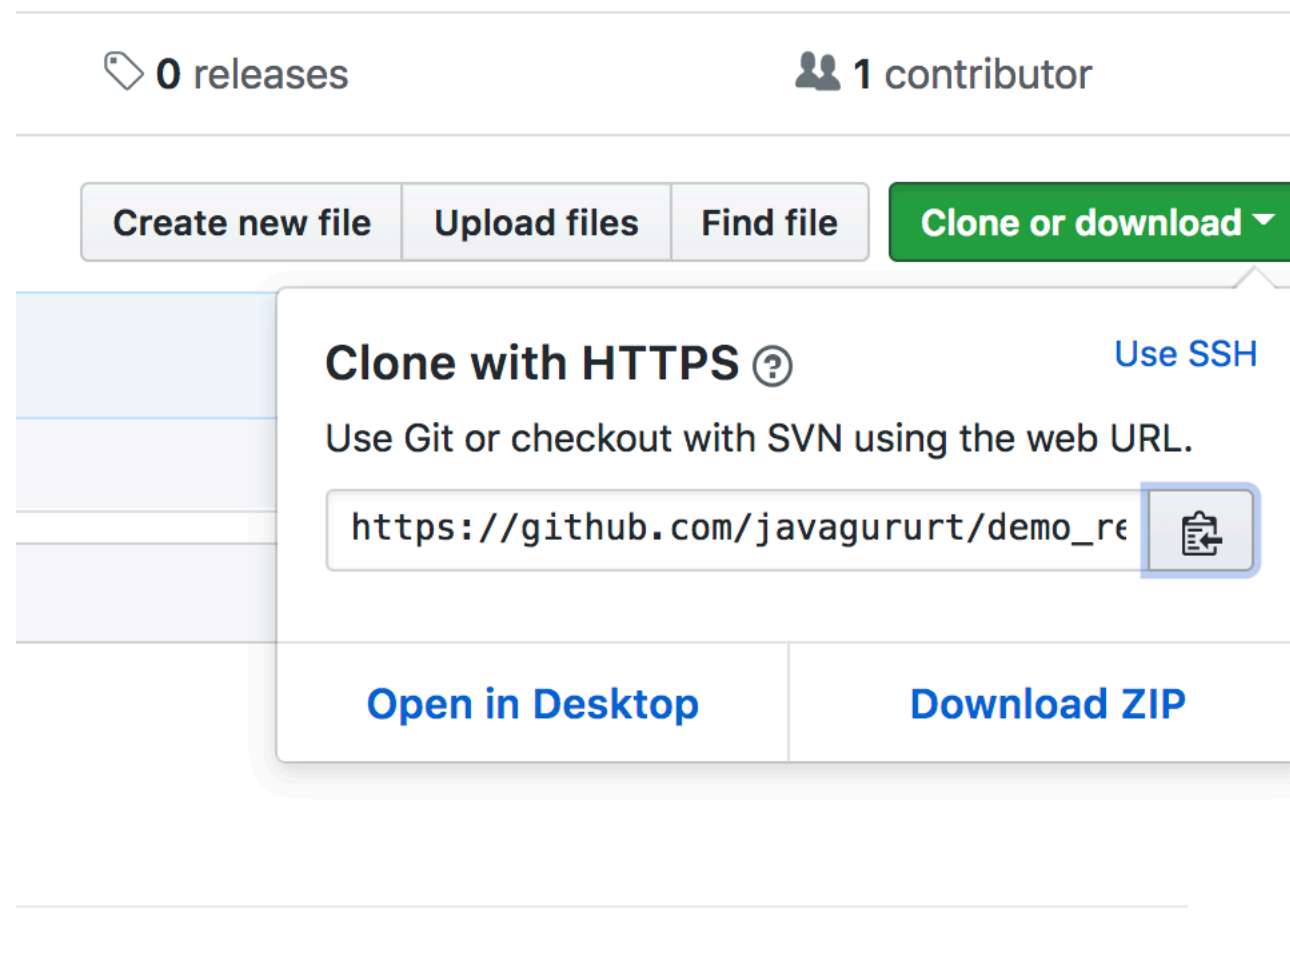 0 releases
1 contributor
Create new file
Upload files
Find file
Clone or download
Clone with HTTPS
Use SSH
Use Git or checkout with SVN using the web URL.
https://github.com/javagururt/demo_re
Open in Desktop
Download ZIP